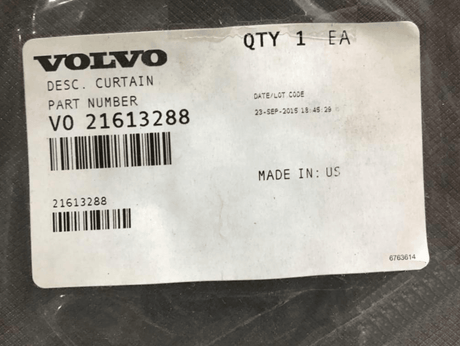 VOLVO
QTY 1 EA
DESC. CURTAIN
PART NUMBER
VO 21613288
DATE/LOT CODE
23-SEP-2015 18 45 29
MADE IN: US
21613288
6763614